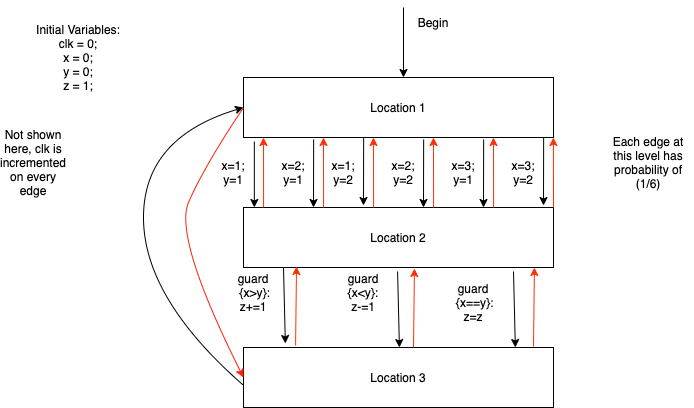 Initial Variables:
clk = 0;
x = 0;
y = 0;
z = 1;
Begin
Location 1
Not shown
here, clk is
incremented
on every
edge
x=1;
y=1
x=2;
y=1
x=1;
y=2
x=2;
y=2
x=3;
y=1
x=3;
y=2
Each edge at
this level has
probability of
(1/6)
Location 2
guard
{x>y}:
z+=1
guard
{x<y}:
z-=1
guard
{x==y}:
z=z
Location 3